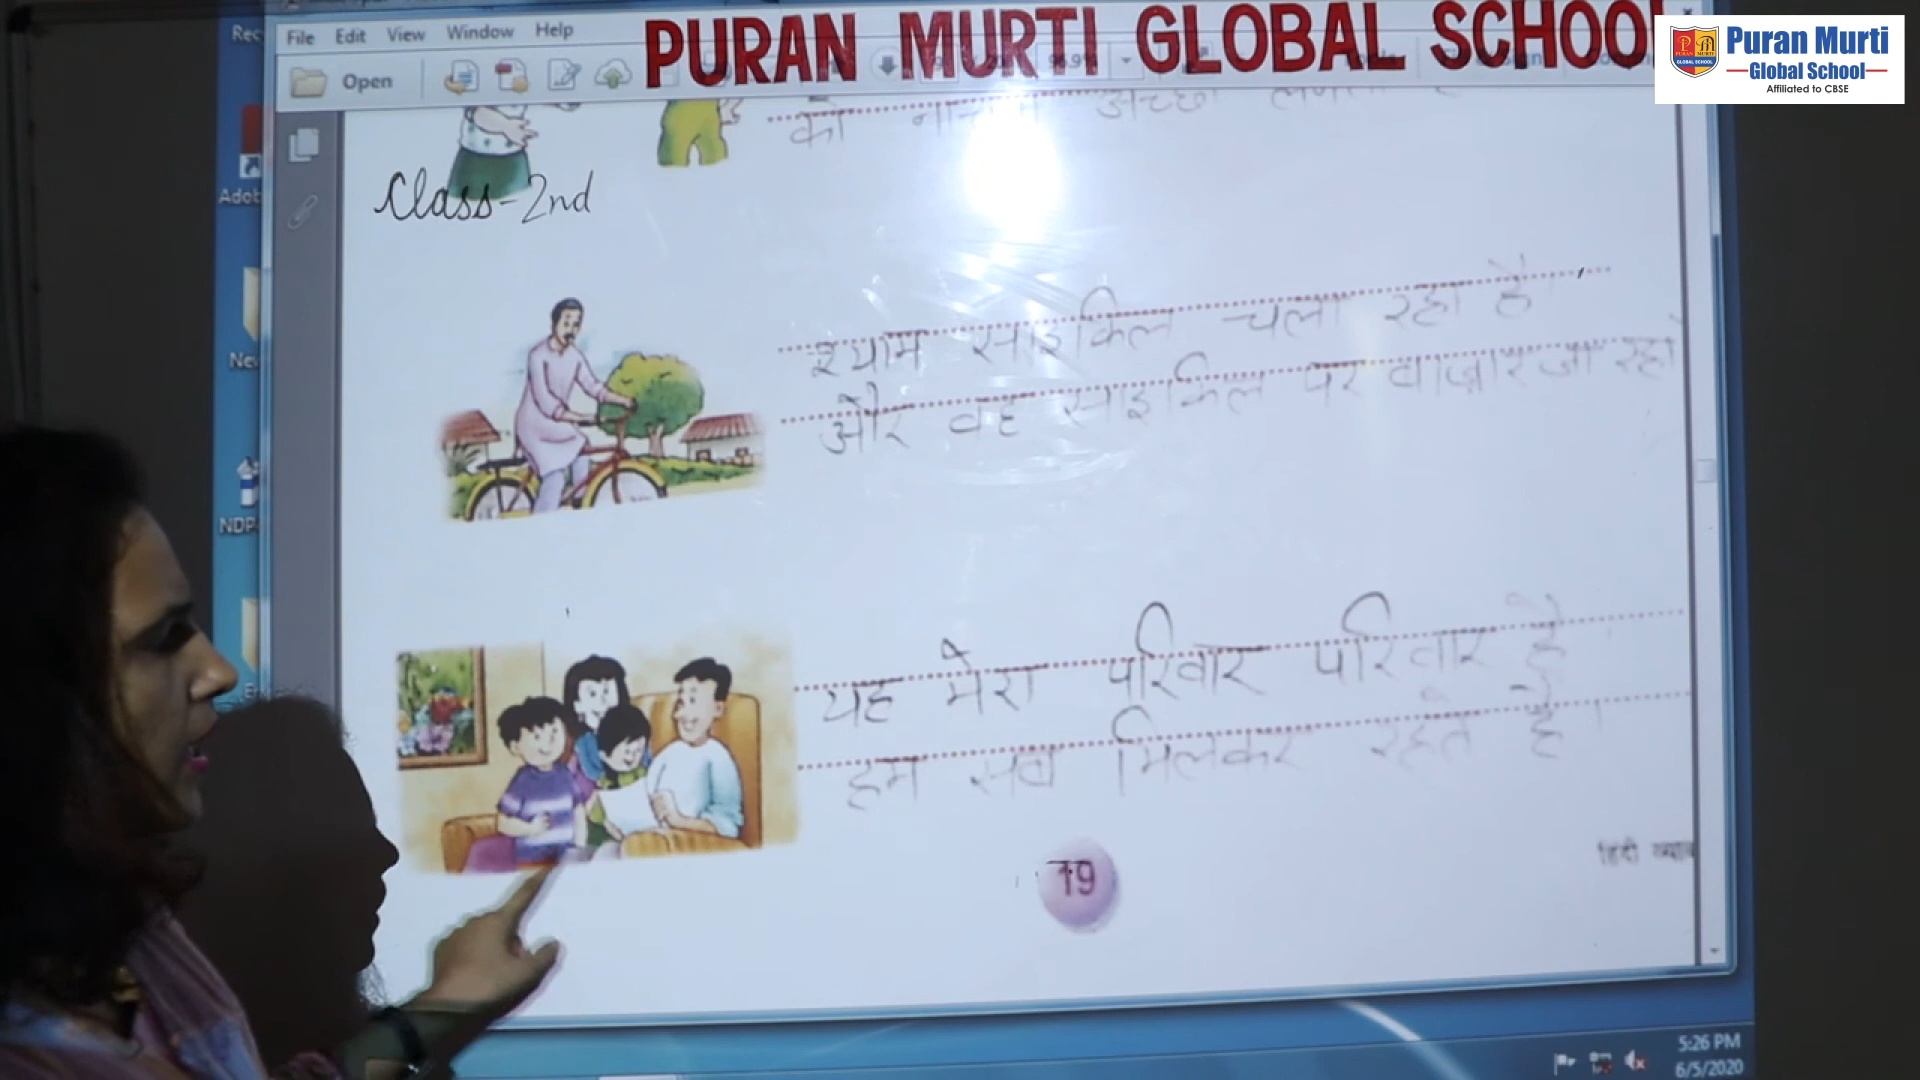 File Edit View Window Help
PURAN MURTI GLOBAL SCHOOL
Puran Murti
Global School
Affiliated to CBSE
Open
को अच्छा
Class-2nd
श्याम साइकिल चला रहा है
और वह साइकिल पर बाज़ार जा रहा
यह मेरा परिवार परिवार है
हम सब मिलकर रहते है।
19
हिंदी
5:26 PM
6/5/2020